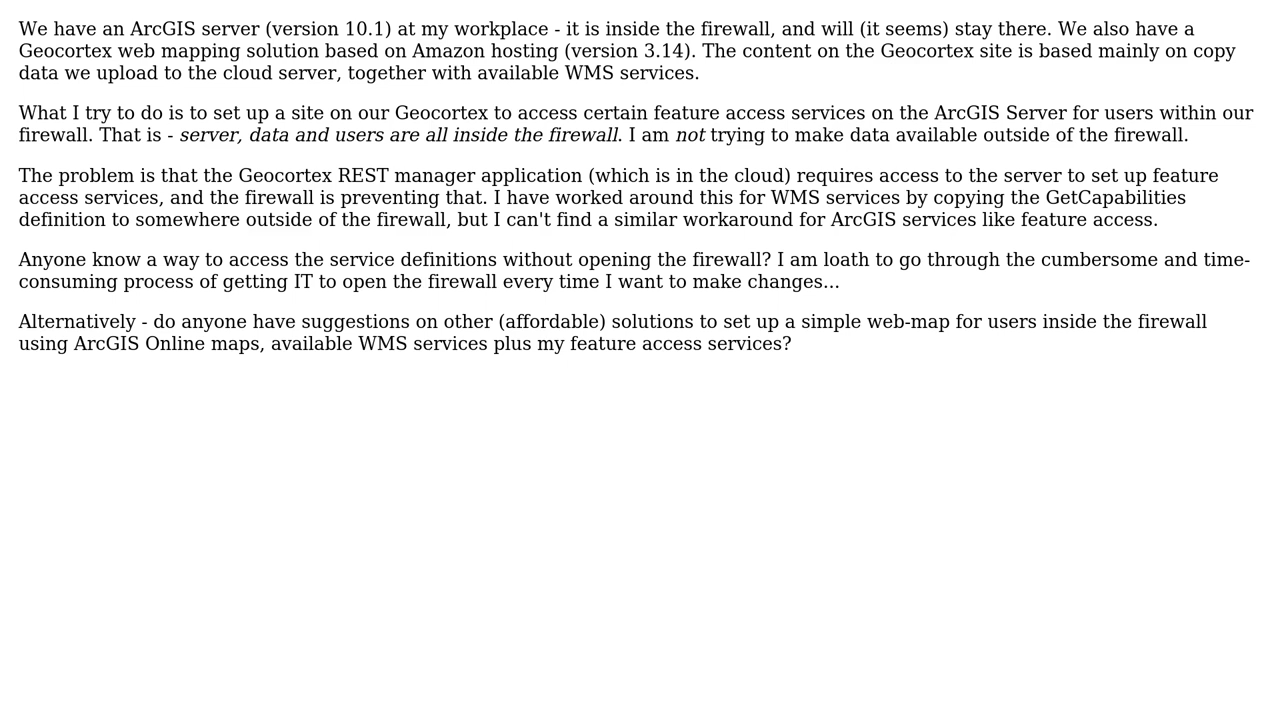 We have an ArcGIS server (version 10.1) at my workplace - it is inside the firewall, and will (it seems) stay there. We also have a
Geocortex web mapping solution based on Amazon hosting (version 3.14). The content on the Geocortex site is based mainly on copy
data we upload to the cloud server, together with available WMS services.
What I try to do is to set up a site on our Geocortex to access certain feature access services on the ArcGIS Server for users within our
firewall. That is - server, data and users are all inside the firewall. I am not trying to make data available outside of the firewall.
The problem is that the Geocortex REST manager application (which is in the cloud) requires access to the server to set up feature
access services, and the firewall is preventing that. I have worked around this for WMS services by copying the GetCapabilities
definition to somewhere outside of the firewall, but I can't find a similar workaround for ArcGIS services like feature access.
Anyone know a way to access the service definitions without opening the firewall? I am loath to go through the cumbersome and time-
consuming process of getting IT to open the firewall every time I want to make changes...
Alternatively - do anyone have suggestions on other (affordable) solutions to set up a simple web-map for users inside the firewall
using ArcGIS Online maps, available WMS services plus my feature access services?